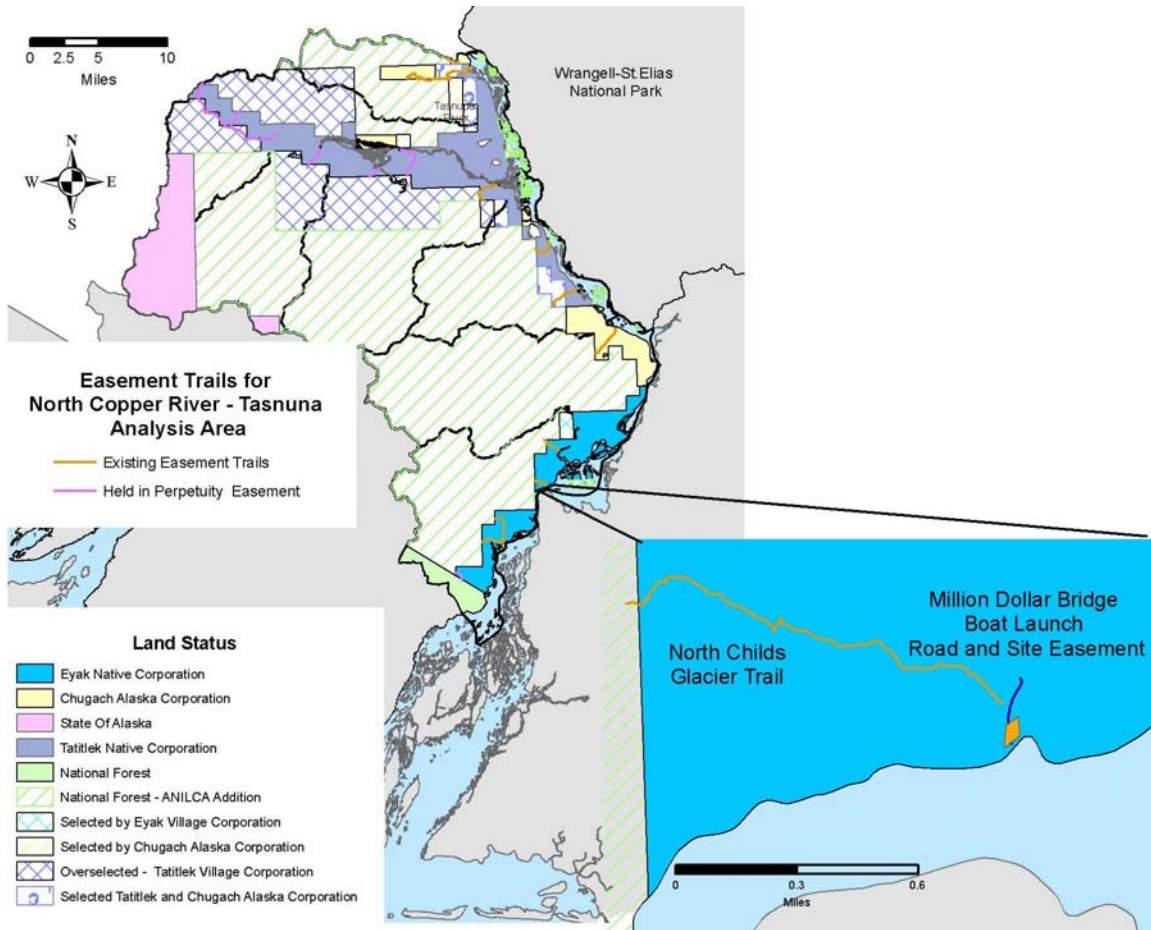 0 2.5 5 10
Miles
Wrangell-St.Elias
National Park
Tasnuna
River
N
W E
S
Easement Trails for
North Copper River - Tasnuna
Analysis Area
Existing Easement Trails
Held in Perpetuity Easement
Land Status
Eyak Native Corporation
Chugach Alaska Corporation
State Of Alaska
Tatitlek Native Corporation
National Forest
National Forest - ANILCA Addition
Selected by Eyak Village Corporation
Selected by Chugach Alaska Corporation
Overselected - Tatitlek Village Corporation
Selected Tatitlek and Chugach Alaska Corporation
North Childs
Glacier Trail
Million Dollar Bridge
Boat Launch
Road and Site Easement
0 0.3 0.6
Miles